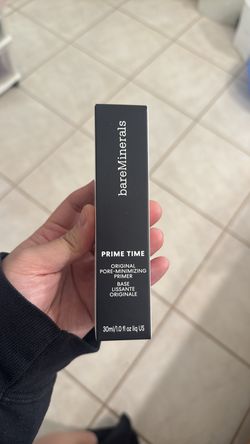 bareMinerals
PRIME TIME
ORIGINAL
PORE-MINIMIZING
PRIMER
BASE
LISSANTE
ORIGINALE
30ml/1.0 fl oz liq US